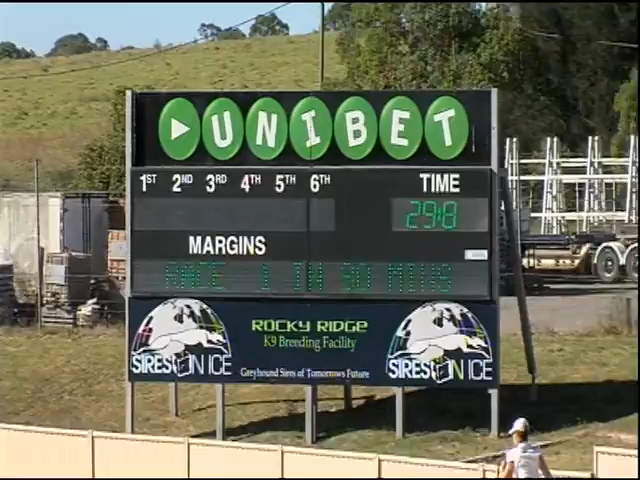 UNIBET
1ST 2ND 3RD 4TH 5TH 6TH TIME
29:8
MARGINS
RACE 1 IN 90 MINS
ROCKY RIDGE
K9 Breeding Facility
SIRES ON ICE
Greyhound Sires of Tomorrows Future
SIRES ON ICE